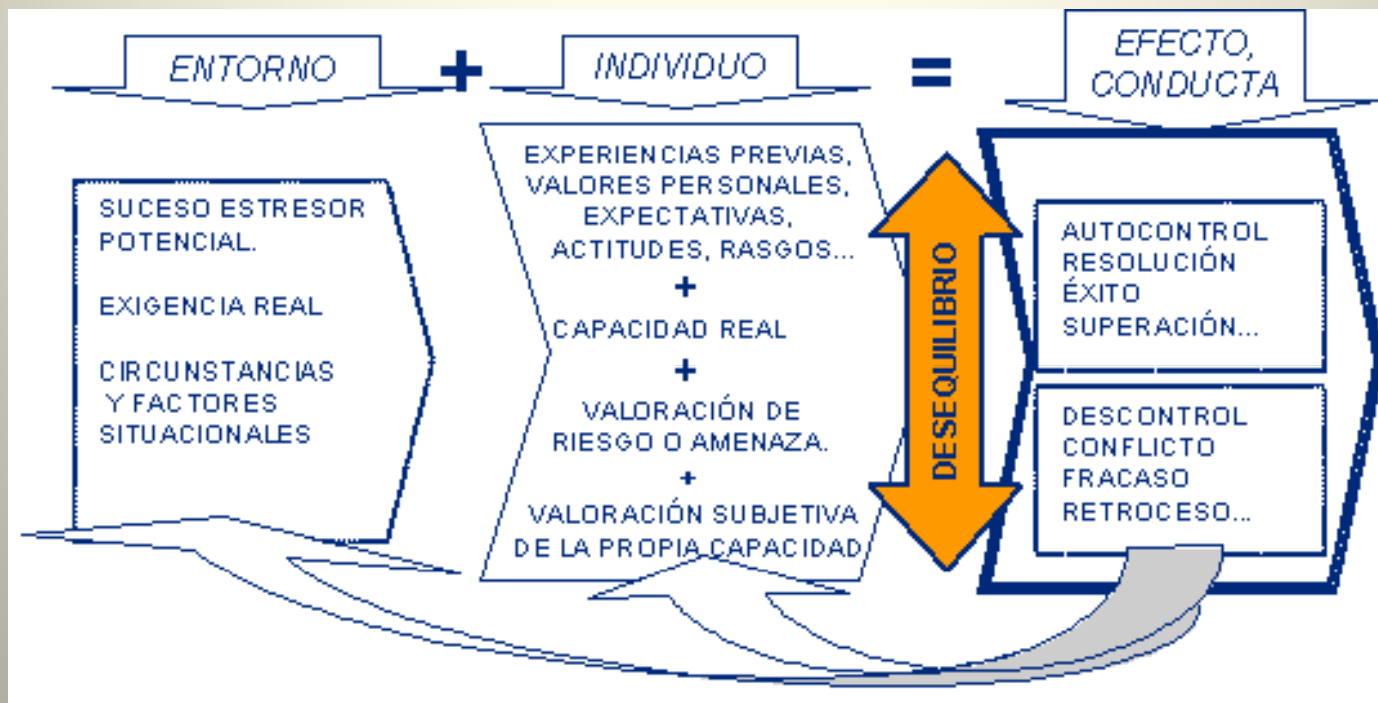 ENTORNO
+
INDIVIDUO
=
EFECTO,
CONDUCTA
SUCESO ESTRESOR
POTENCIAL.
EXIGENCIA REAL
CIRCUNSTANCIAS
Y FACTORES
SITUACIONALES
EXPERIENCIAS PREVIAS,
VALORES PERSONALES,
EXPECTATIVAS,
ACTITUDES, RASGOS...
+
CAPACIDAD REAL
+
VALORACIÓN DE
RIESGO O AMENAZA.
+
VALORACIÓN SUBJETIVA
DE LA PROPIA CAPACIDAD
DESEQUILIBRIO
AUTOCONTROL
RESOLUCIÓN
ÉXITO
SUPERACIÓN...
DESCONTROL
CONFLICTO
FRACASO
RETROCESO...